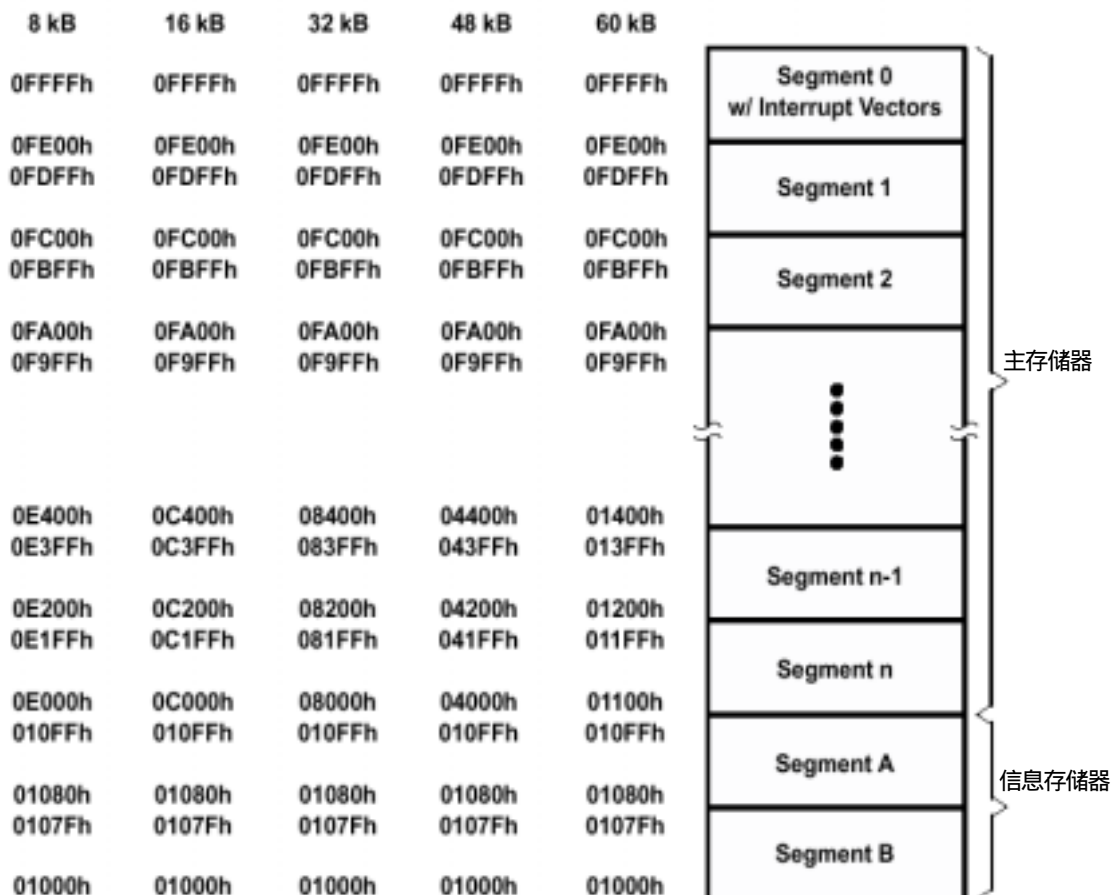 8 kB 16 kB 32 kB 48 kB 60 kB
0FFFFh 0FFFFh 0FFFFh 0FFFFh 0FFFFh Segment 0
w/ Interrupt Vectors
0FE00h 0FE00h 0FE00h 0FE00h 0FE00h
0FDFFh 0FDFFh 0FDFFh 0FDFFh 0FDFFh Segment 1
0FC00h 0FC00h 0FC00h 0FC00h 0FC00h
0FBFFh 0FBFFh 0FBFFh 0FBFFh 0FBFFh Segment 2
0FA00h 0FA00h 0FA00h 0FA00h 0FA00h
0F9FFh 0F9FFh 0F9FFh 0F9FFh 0F9FFh 主存储器
0E400h 0C400h 08400h 04400h 01400h
0E3FFh 0C3FFh 083FFh 043FFh 013FFh Segment n-1
0E200h 0C200h 08200h 04200h 01200h
0E1FFh 0C1FFh 081FFh 041FFh 011FFh Segment n
0E000h 0C000h 08000h 04000h 01100h
010FFh 010FFh 010FFh 010FFh 010FFh Segment A
01080h 01080h 01080h 01080h 01080h 信息存储器
0107Fh 0107Fh 0107Fh 0107Fh 0107Fh Segment B
01000h 01000h 01000h 01000h 01000h